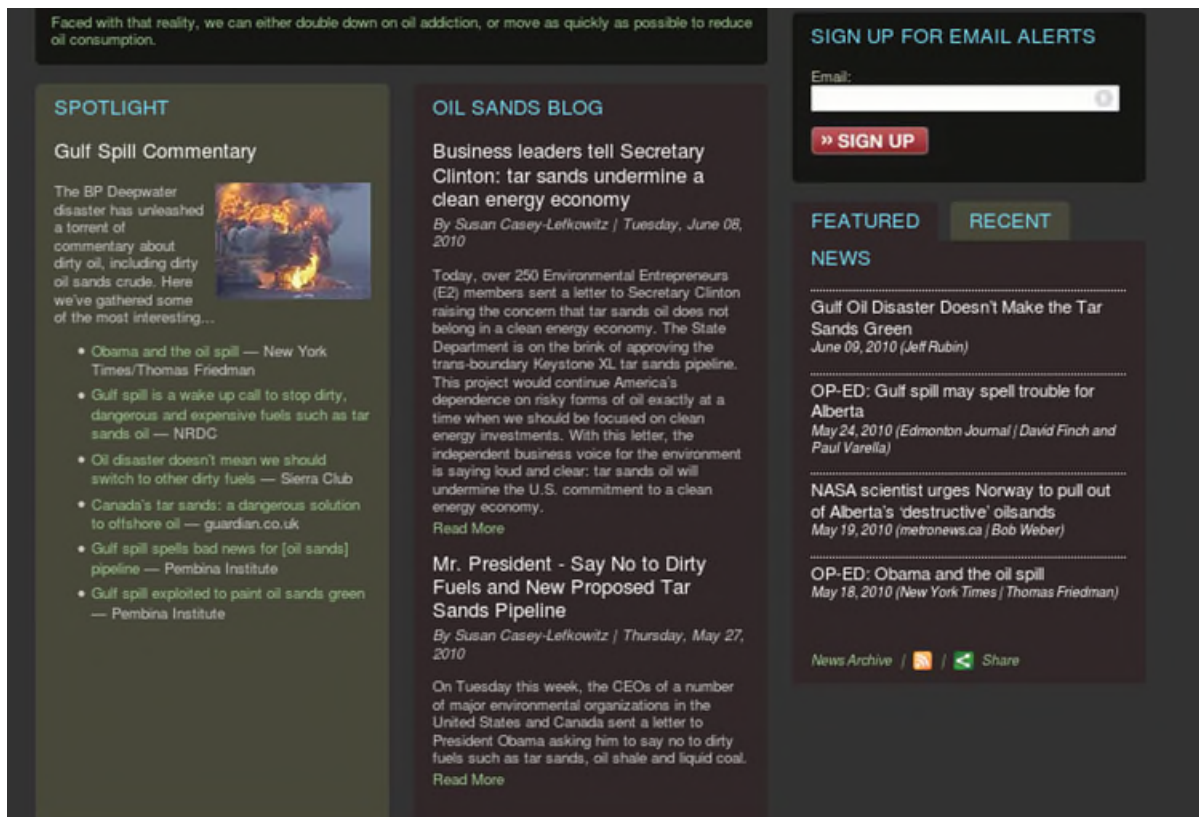 Faced with that reality, we can either double down on oil addiction, or move as quickly as possible to reduce
oil consumption.
SPOTLIGHT
Gulf Spill Commentary
The BP Deepwater
disaster has unleashed
a torrent of
commentary about
dirty oil, including dirty
oil sands crude. Here
we've gathered some
of the most interesting...
• Obama and the oil spill — New York
Times/Thomas Friedman
• Gulf spill is a wake up call to stop dirty,
dangerous and expensive fuels such as tar
sands oil — NRDC
• Oil disaster doesn't mean we should
switch to other dirty fuels — Sierra Club
• Canada's tar sands: a dangerous solution
to offshore oil — guardian.co.uk
• Gulf spill spells bad news for [oil sands]
pipeline — Pembina Institute
• Gulf spill exploited to paint oil sands green
— Pembina Institute
OIL SANDS BLOG
Business leaders tell Secretary
Clinton: tar sands undermine a
clean energy economy
By Susan Casey-Lefkowitz | Tuesday, June 08,
2010
Today, over 250 Environmental Entrepreneurs
(E2) members sent a letter to Secretary Clinton
raising the concern that tar sands oil does not
belong in a clean energy economy. The State
Department is on the brink of approving the
trans-boundary Keystone XL tar sands pipeline.
This project would continue America's
dependence on risky forms of oil exactly at a
time when we should be focused on clean
energy investments. With this letter, the
independent business voice for the environment
is saying loud and clear: tar sands oil will
undermine the U.S. commitment to a clean
energy economy.
Read More
Mr. President - Say No to Dirty
Fuels and New Proposed Tar
Sands Pipeline
By Susan Casey-Lefkowitz | Thursday, May 27,
2010
On Tuesday this week, the CEOs of a number
of major environmental organizations in the
United States and Canada sent a letter to
President Obama asking him to say no to dirty
fuels such as tar sands, oil shale and liquid coal.
Read More
SIGN UP FOR EMAIL ALERTS
Email:
» SIGN UP
FEATURED RECENT
NEWS
Gulf Oil Disaster Doesn't Make the Tar
Sands Green
June 09, 2010 (Jeff Rubin)
OP-ED: Gulf spill may spell trouble for
Alberta
May 24, 2010 (Edmonton Journal | David Finch and
Paul Varella)
NASA scientist urges Norway to pull out
of Alberta's 'destructive' oilsands
May 19, 2010 (metronews.ca | Bob Weber)
OP-ED: Obama and the oil spill
May 18, 2010 (New York Times | Thomas Friedman)
News Archive | | Share